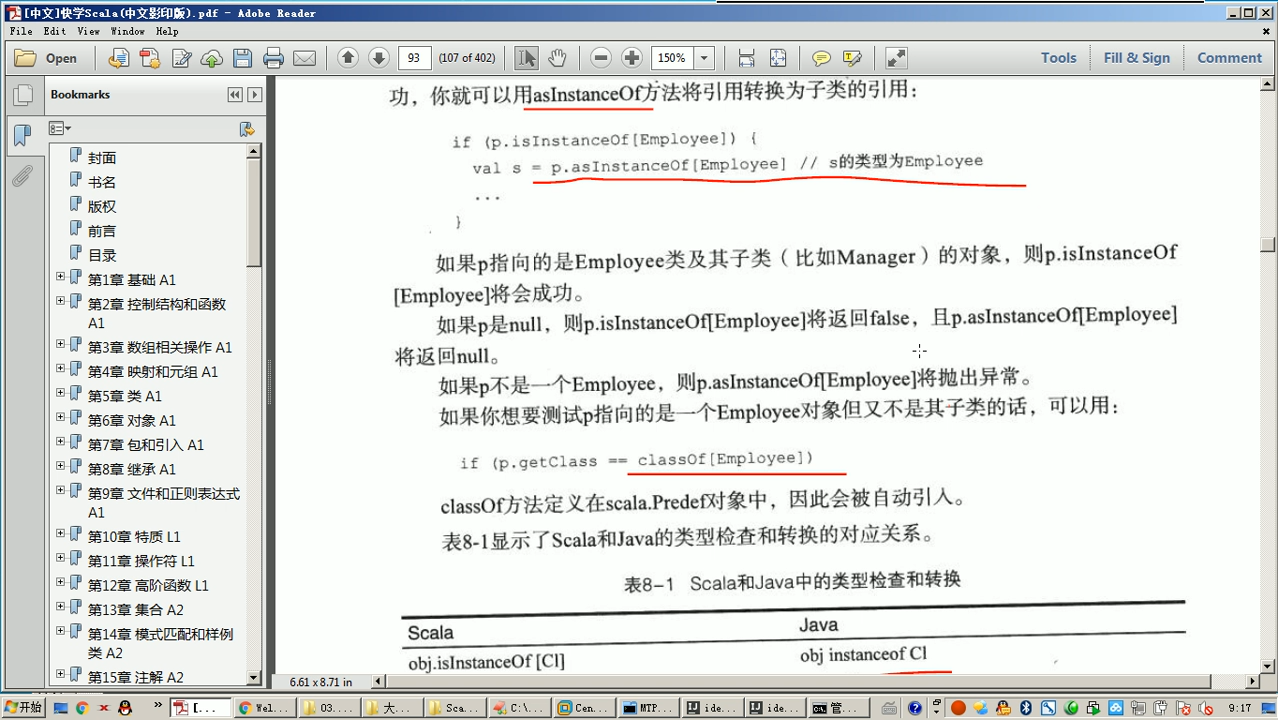 [中文]快学Scala(中文影印版).pdf - Adobe Reader
File Edit View Window Help
Open 93 (107 of 402) 150% Tools Fill & Sign Comment
Bookmarks
封面
书名
版权
前言
目录
第1章 基础 A1
第2章 控制结构和函数
A1
第3章 数组相关操作 A1
第4章 映射和元组 A1
第5章 类 A1
第6章 对象 A1
第7章 包和引入 A1
第8章 继承 A1
第9章 文件和正则表达式
A1
第10章 特质 L1
第11章 操作符 L1
第12章 高阶函数 L1
第13章 集合 A2
第14章 模式匹配和样例
类 A2
第15章 注解 A2
功，你就可以用asInstanceOf方法将引用转换为子类的引用：
if (p.isInstanceOf[Employee]) {
val s = p.asInstanceOf[Employee] // s的类型为Employee
...
}
如果p指向的是Employee类及其子类（比如Manager）的对象，则p.isInstanceOf
[Employee]将会成功。
如果p是null，则p.isInstanceOf[Employee]将返回false，且p.asInstanceOf[Employee]
将返回null。
如果p不是一个Employee，则p.asInstanceOf[Employee]将抛出异常。
如果你想要测试p指向的是一个Employee对象但又不是其子类的话，可以用：
if (p.getClass == classOf[Employee])
classOf方法定义在scala.Predef对象中，因此会被自动引入。
表8-1显示了Scala和Java的类型检查和转换的对应关系。
表8-1 Scala和Java中的类型检查和转换
Scala Java
obj.isInstanceOf [Cl] obj instanceof Cl
6.61 x 8.71 in
开始 [... Wel... 03... 大... Sca... C:\... Cen... MTP... ide... ide... 管... 9:17